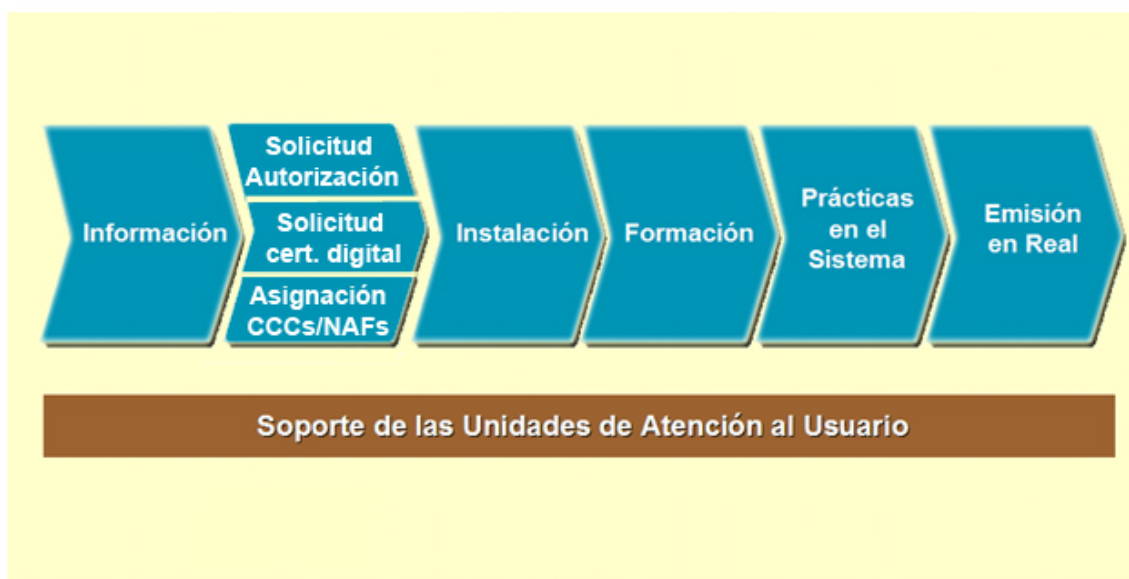 Información
Solicitud
Autorización
Solicitud
cert. digital
Asignación
CCCs/NAFs
Instalación
Formación
Prácticas
en el
Sistema
Emisión
en Real
Soporte de las Unidades de Atención al Usuario